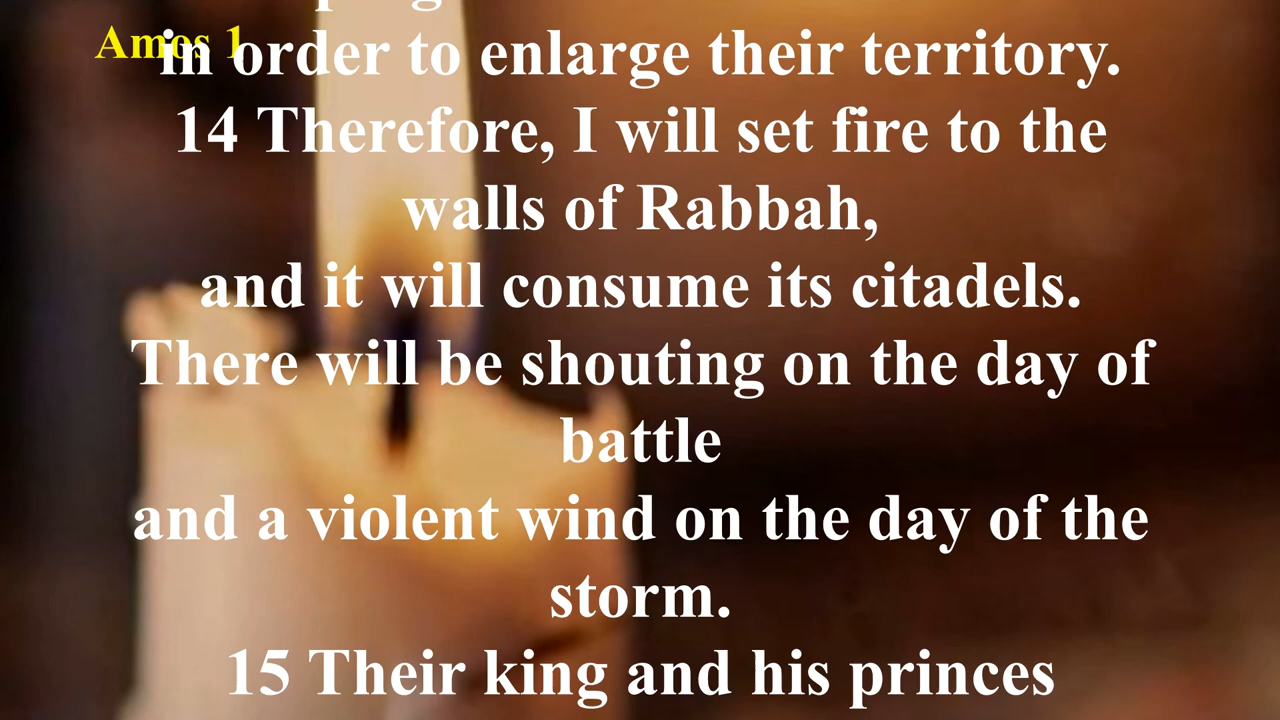 Amos 1
in order to enlarge their territory.
14 Therefore, I will set fire to the
walls of Rabbah,
and it will consume its citadels.
There will be shouting on the day of
battle
and a violent wind on the day of the
storm.
15 Their king and his princes